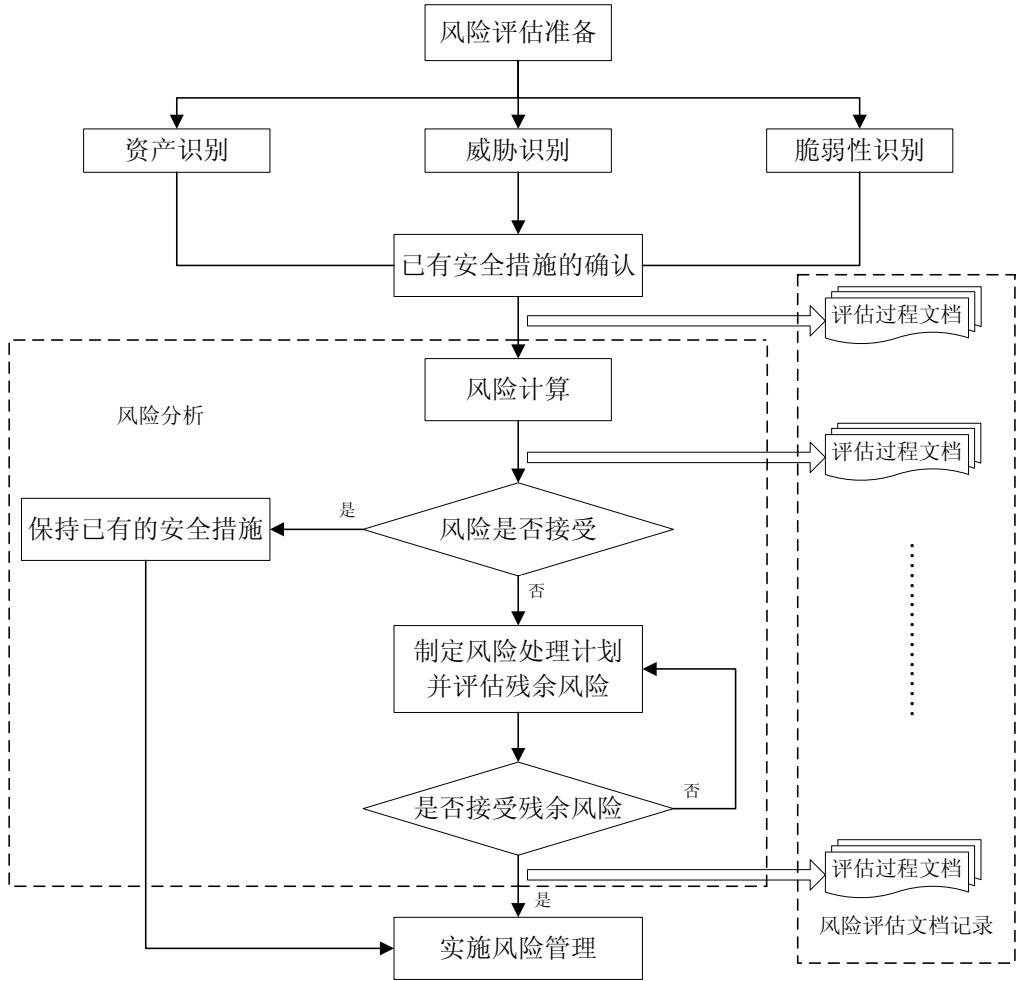 风险评估准备
资产识别
威胁识别
脆弱性识别
已有安全措施的确认
评估过程文档
风险计算
风险分析
评估过程文档
是
保持已有的安全措施
风险是否接受
否
制定风险处理计划
并评估残余风险
否
是否接受残余风险
评估过程文档
是
风险评估文档记录
实施风险管理